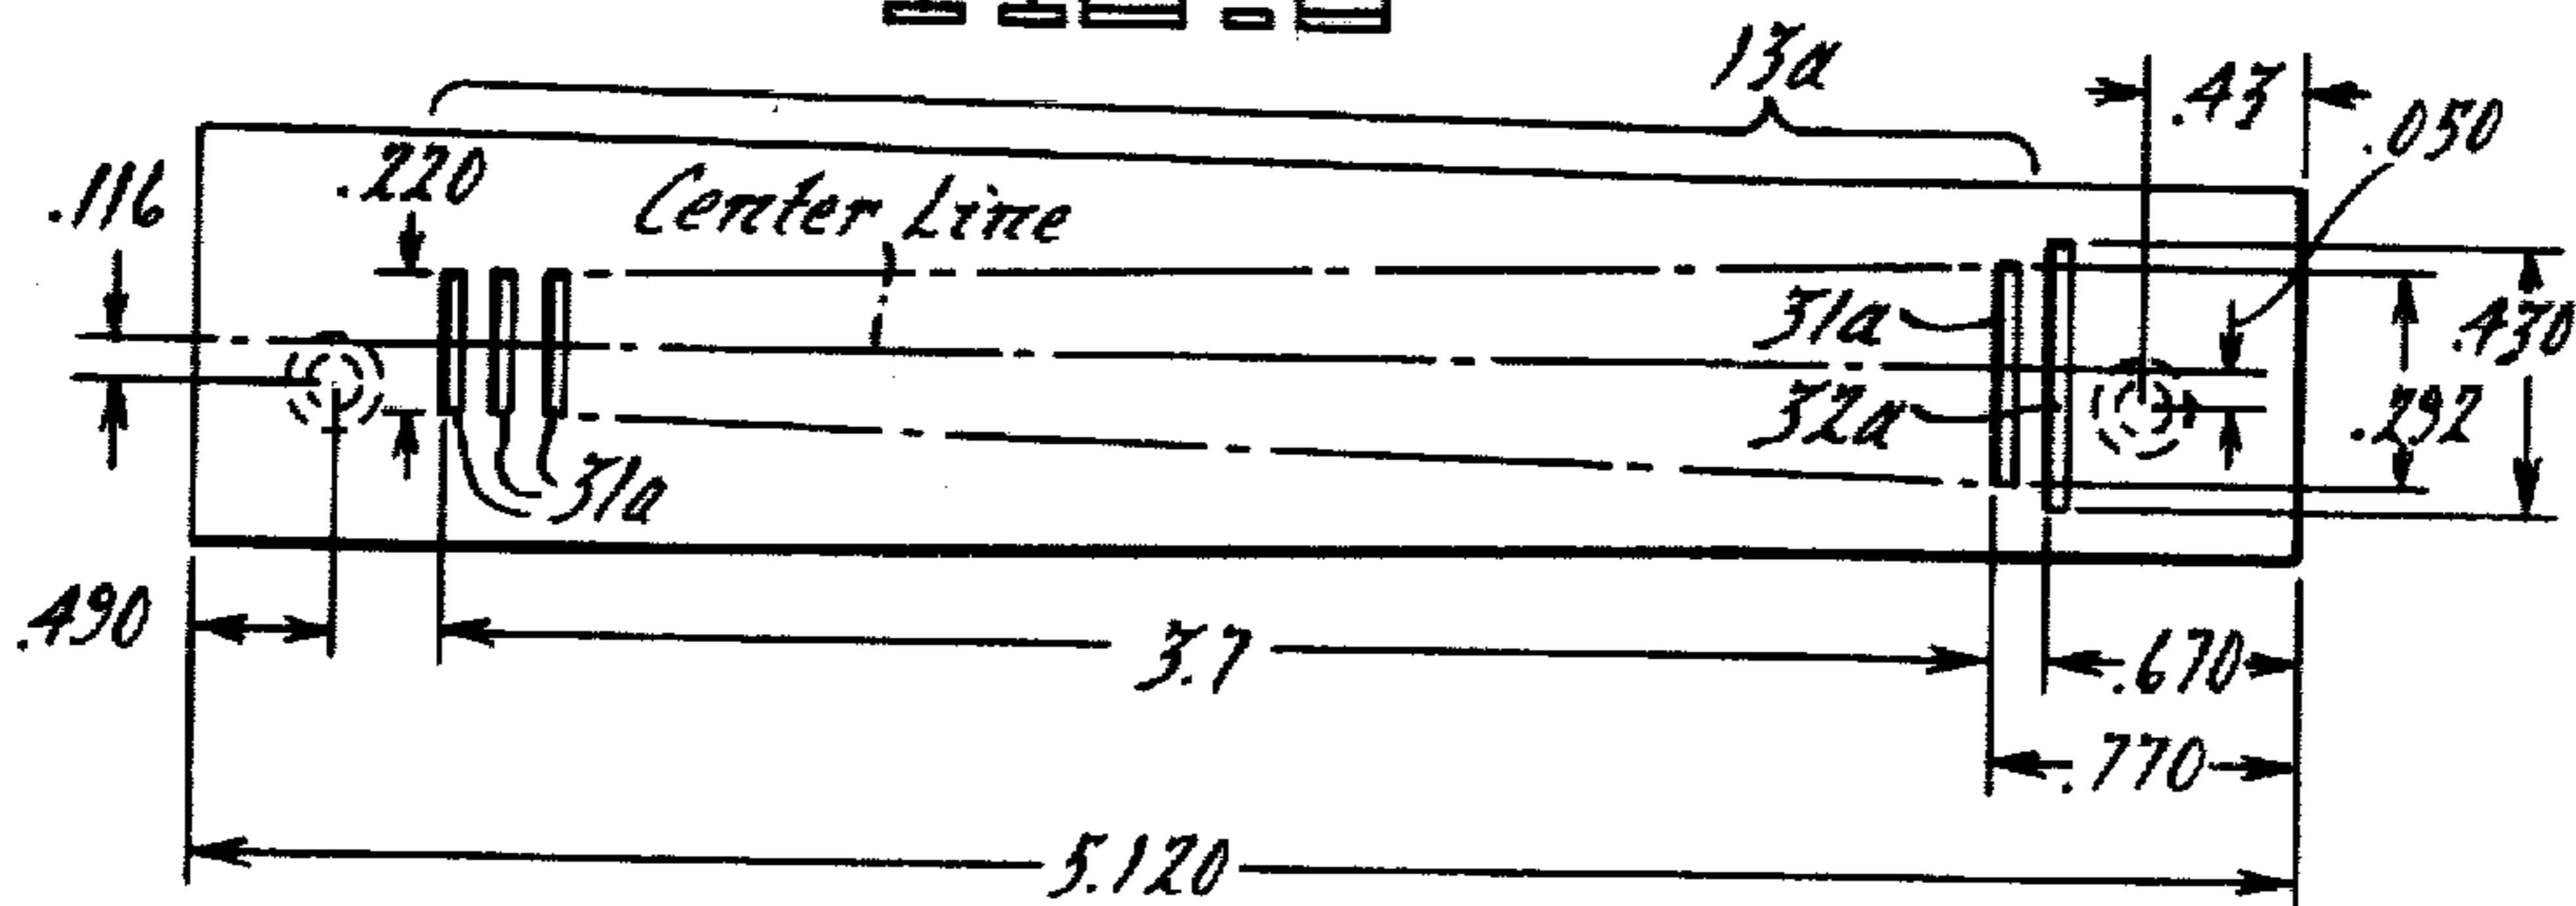 13a
.43
.050
.116
.220
Center Line
31a
.430
32a
.292
31a
.490
3.7
.670
.770
5.120